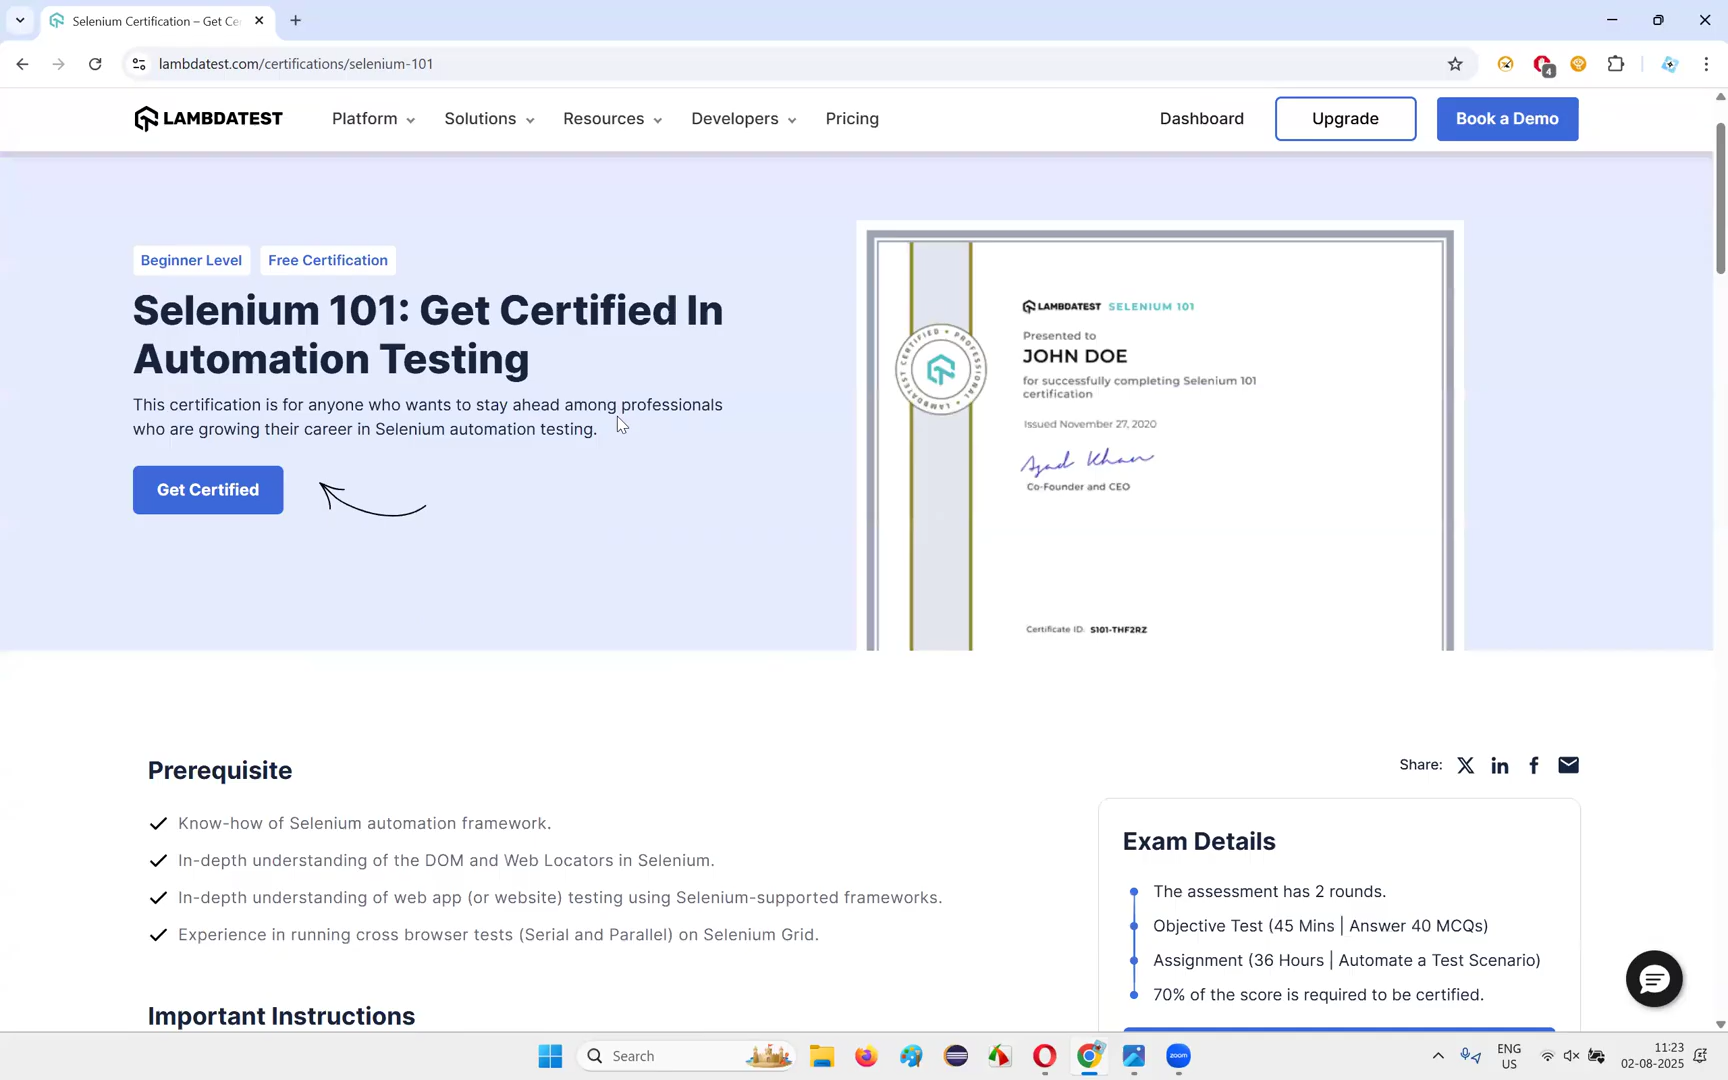 Selenium Certification – Get Ce
lambdatest.com/certifications/selenium-101
4
LAMBDATEST
Platform
Solutions
Resources
Developers
Pricing
Dashboard
Upgrade
Book a Demo
Beginner Level
Free Certification
Selenium 101: Get Certified In
Automation Testing
This certification is for anyone who wants to stay ahead among professionals
who are growing their career in Selenium automation testing.
Get Certified
LAMBDATEST SELENIUM 101
Presented to
JOHN DOE
for successfully completing Selenium 101
certification
Issued November 27, 2020
Asad Khan
Co-Founder and CEO
LAMBDATEST CERTIFIED • PROFESSIONAL •
Certificate ID. S101-THF2RZ
Prerequisite
Know-how of Selenium automation framework.
In-depth understanding of the DOM and Web Locators in Selenium.
In-depth understanding of web app (or website) testing using Selenium-supported frameworks.
Experience in running cross browser tests (Serial and Parallel) on Selenium Grid.
Important Instructions
Share:
Exam Details
The assessment has 2 rounds.
Objective Test (45 Mins | Answer 40 MCQs)
Assignment (36 Hours | Automate a Test Scenario)
70% of the score is required to be certified.
Search
zoom
ENG
US
11:23
02-08-2025